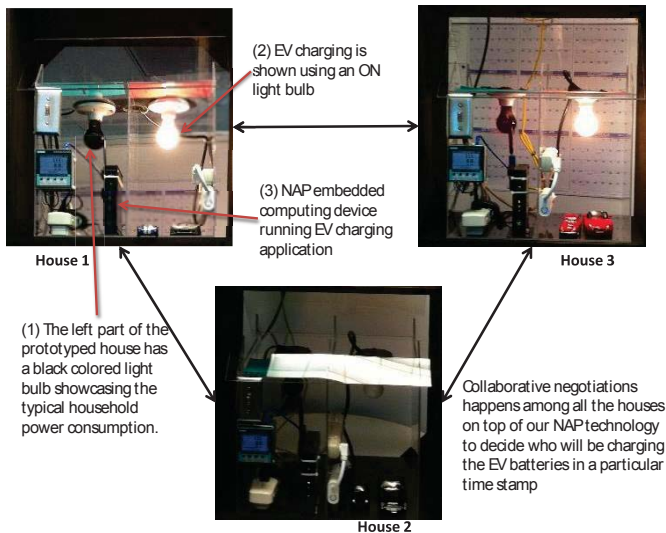 (2) EV charging is
shown using an ON
light bulb
(3) NAP embedded
computing device
running EV charging
application
House 1
House 3
(1) The left part of the
prototyped house has
a black colored light
bulb showcasing the
typical household
power consumption.
Collaborative negotiations
happens among all the houses
on top of our NAP technology
to decide who will be charging
the EV batteries in a particular
time stamp
House 2